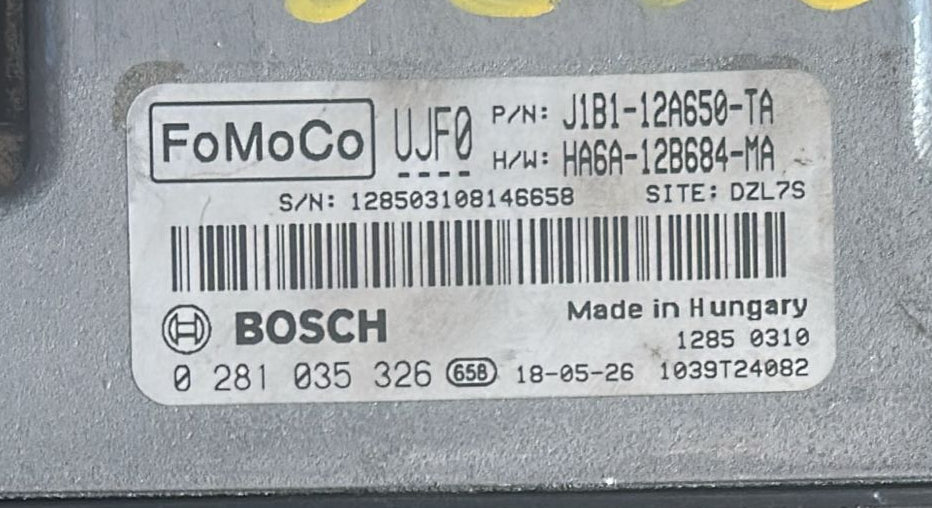 FoMoCo UJF0 P/N: J1B1-12A650-TA
H/W: HA6A-12B684-MA
S/N: 128503108146658 SITE: DZL7S
BOSCH Made in Hungary
1285 0310
0 281 035 326 658 18-05-26 1039T24082